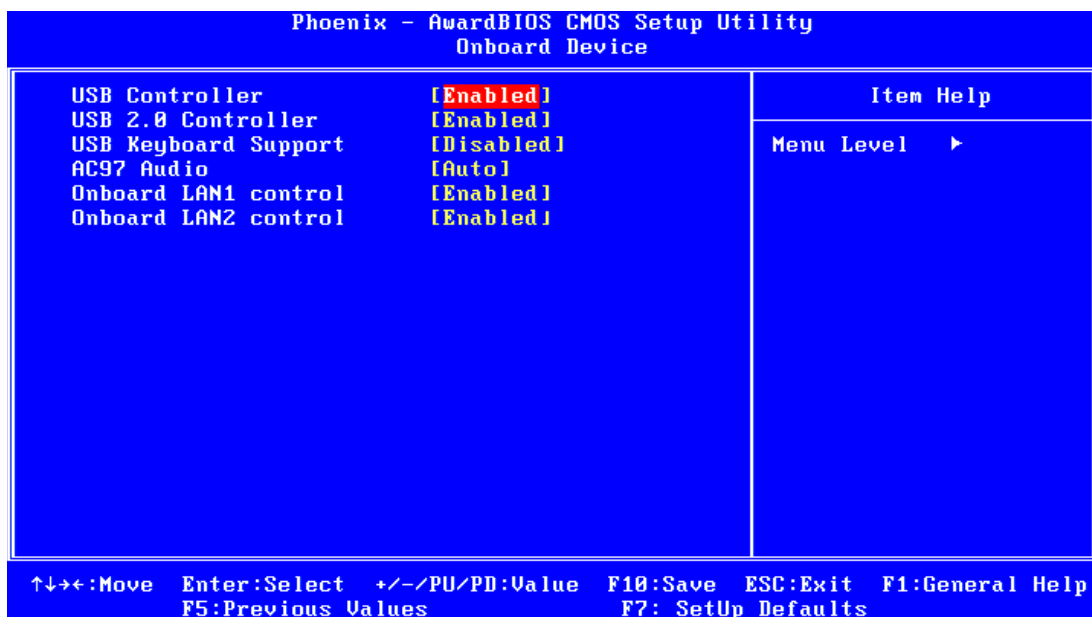 Phoenix - AwardBIOS CMOS Setup Utility
Onboard Device
USB Controller [Enabled]
USB 2.0 Controller [Enabled]
USB Keyboard Support [Disabled]
AC97 Audio [Auto]
Onboard LAN1 control [Enabled]
Onboard LAN2 control [Enabled]
Item Help
Menu Level ►
↑↓→←:Move Enter:Select +/-/PU/PD:Value F10:Save ESC:Exit F1:General Help
F5:Previous Values F7: SetUp Defaults